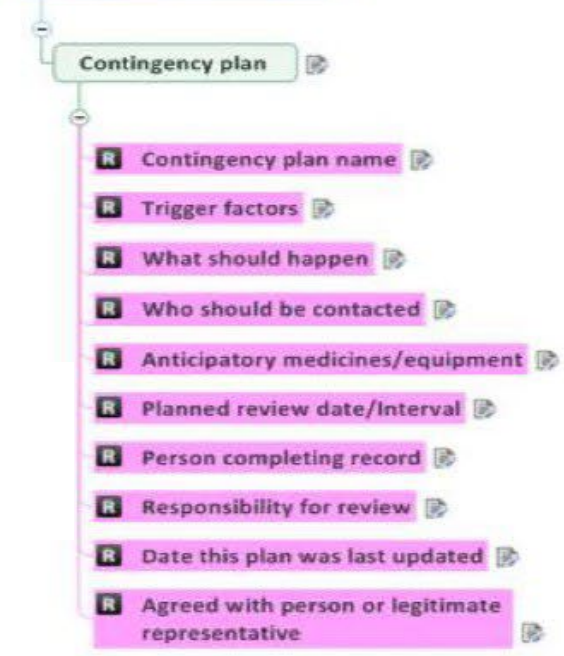 Contingency plan
R Contingency plan name
R Trigger factors
R What should happen
R Who should be contacted
R Anticipatory medicines/equipment
R Planned review date/Interval
R Person completing record
R Responsibility for review
R Date this plan was last updated
R Agreed with person or legitimate
representative